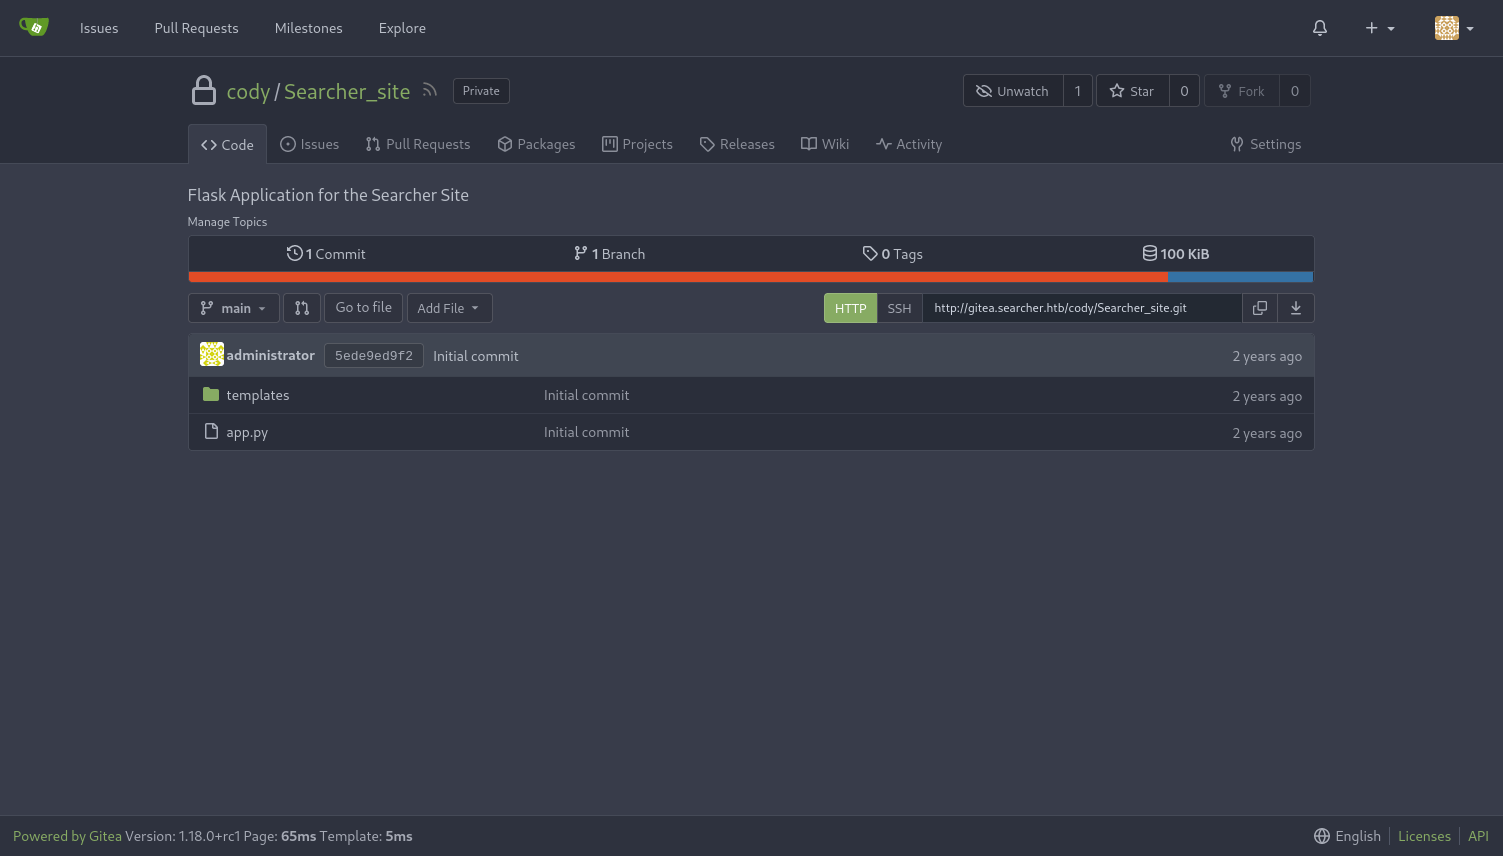 Issues Pull Requests Milestones Explore
cody / Searcher_site Private Unwatch 1 Star 0 Fork 0
Code Issues Pull Requests Packages Projects Releases Wiki Activity Settings
Flask Application for the Searcher Site
Manage Topics
1 Commit 1 Branch 0 Tags 100 KiB
main Go to file Add File HTTP SSH http://gitea.searcher.htb/cody/Searcher_site.git
administrator 5ede9ed9f2 Initial commit 2 years ago
templates Initial commit 2 years ago
app.py Initial commit 2 years ago
Powered by Gitea Version: 1.18.0+rc1 Page: 65ms Template: 5ms English Licenses API